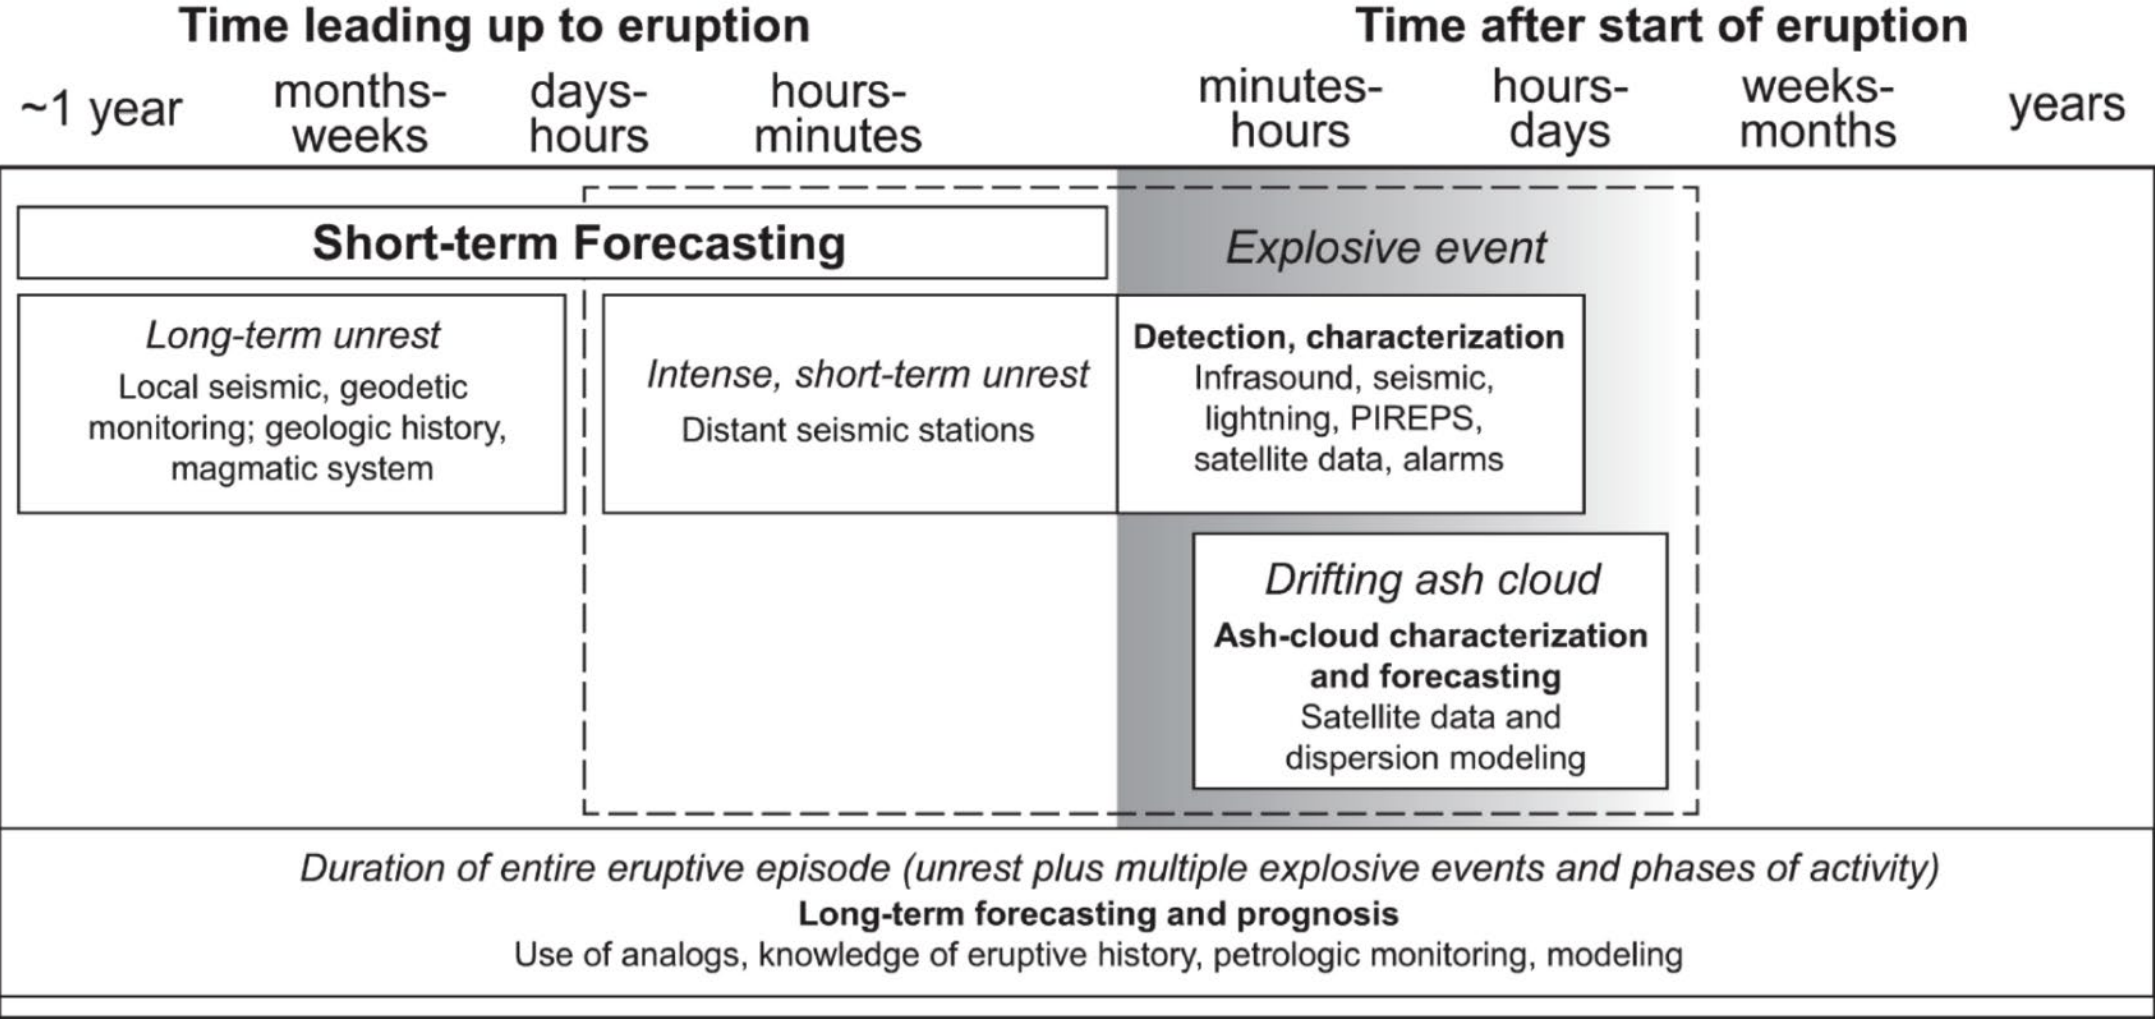 Time leading up to eruption
Time after start of eruption
~1 year
months-
weeks
days-
hours
hours-
minutes
minutes-
hours
hours-
days
weeks-
months
years
Short-term Forecasting
Explosive event
Long-term unrest
Local seismic, geodetic
monitoring; geologic history,
magmatic system
Intense, short-term unrest
Distant seismic stations
Detection, characterization
Infrasound, seismic,
lightning, PIREPS,
satellite data, alarms
Drifting ash cloud
Ash-cloud characterization
and forecasting
Satellite data and
dispersion modeling
Duration of entire eruptive episode (unrest plus multiple explosive events and phases of activity)
Long-term forecasting and prognosis
Use of analogs, knowledge of eruptive history, petrologic monitoring, modeling